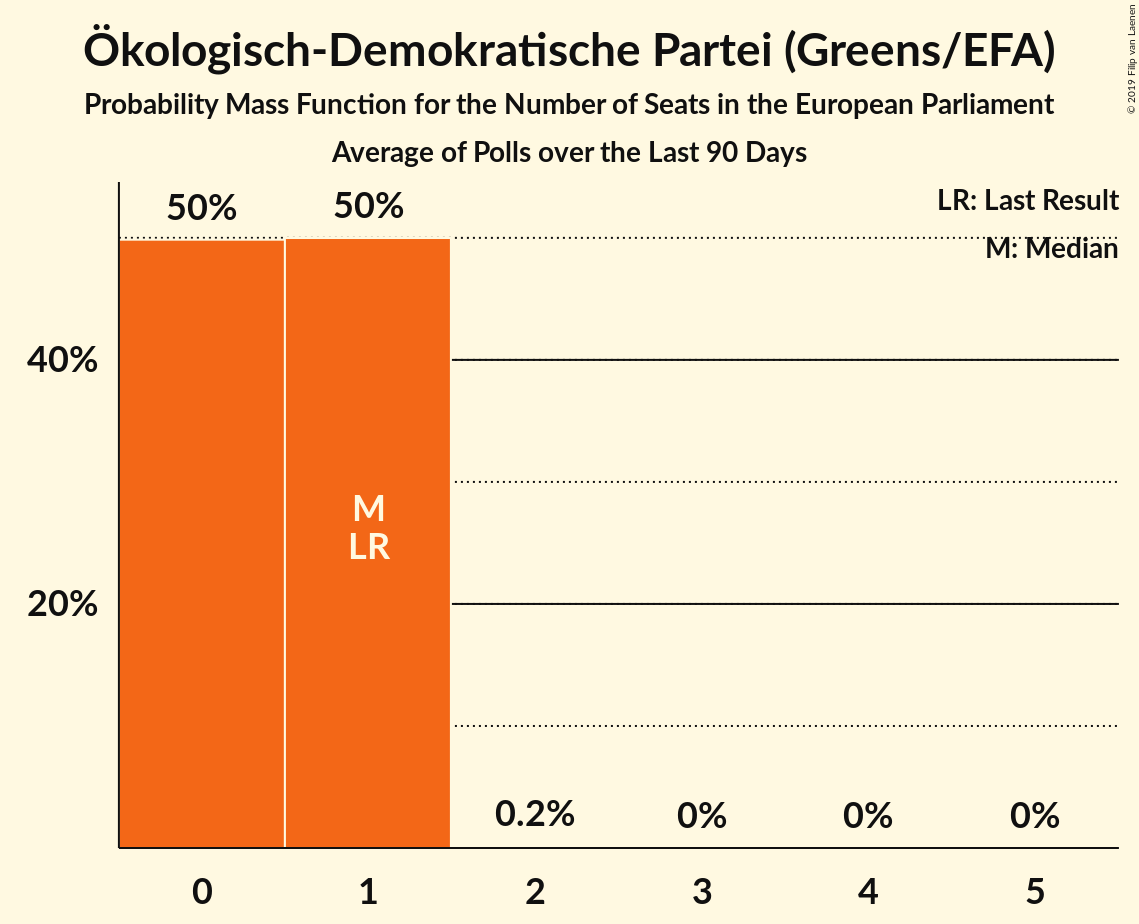 Ökologisch-Demokratische Partei (Greens/EFA)
Probability Mass Function for the Number of Seats in the European Parliament
Average of Polls over the Last 90 Days
© 2019 Filip van Laenen
LR: Last Result
M: Median
50%
50%
40%
20%
M
LR
0.2%
0%
0%
0%
0
1
2
3
4
5